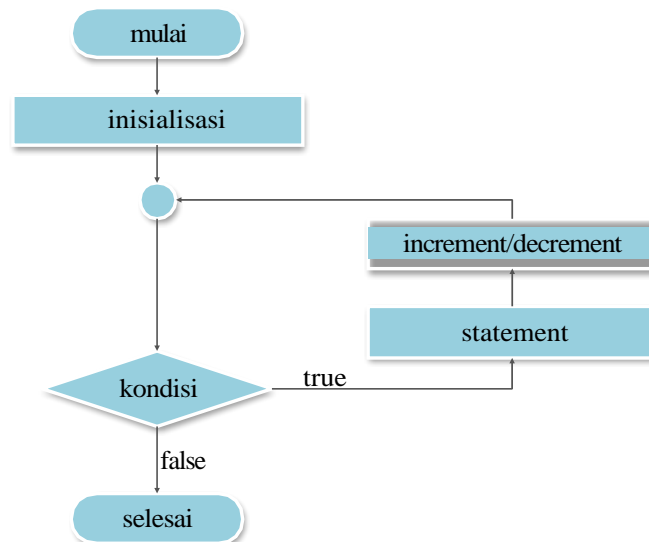 mulai
inisialisasi
increment/decrement
statement
true
kondisi
false
selesai